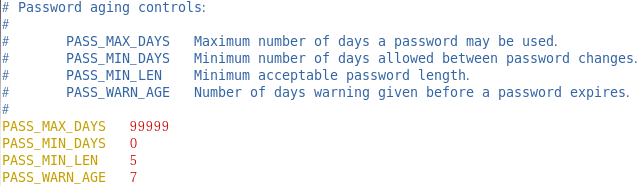 # Password aging controls:
#
#       PASS_MAX_DAYS   Maximum number of days a password may be used.
#       PASS_MIN_DAYS   Minimum number of days allowed between password changes.
#       PASS_MIN_LEN    Minimum acceptable password length.
#       PASS_WARN_AGE   Number of days warning given before a password expires.
#
PASS_MAX_DAYS   99999
PASS_MIN_DAYS   0
PASS_MIN_LEN    5
PASS_WARN_AGE   7